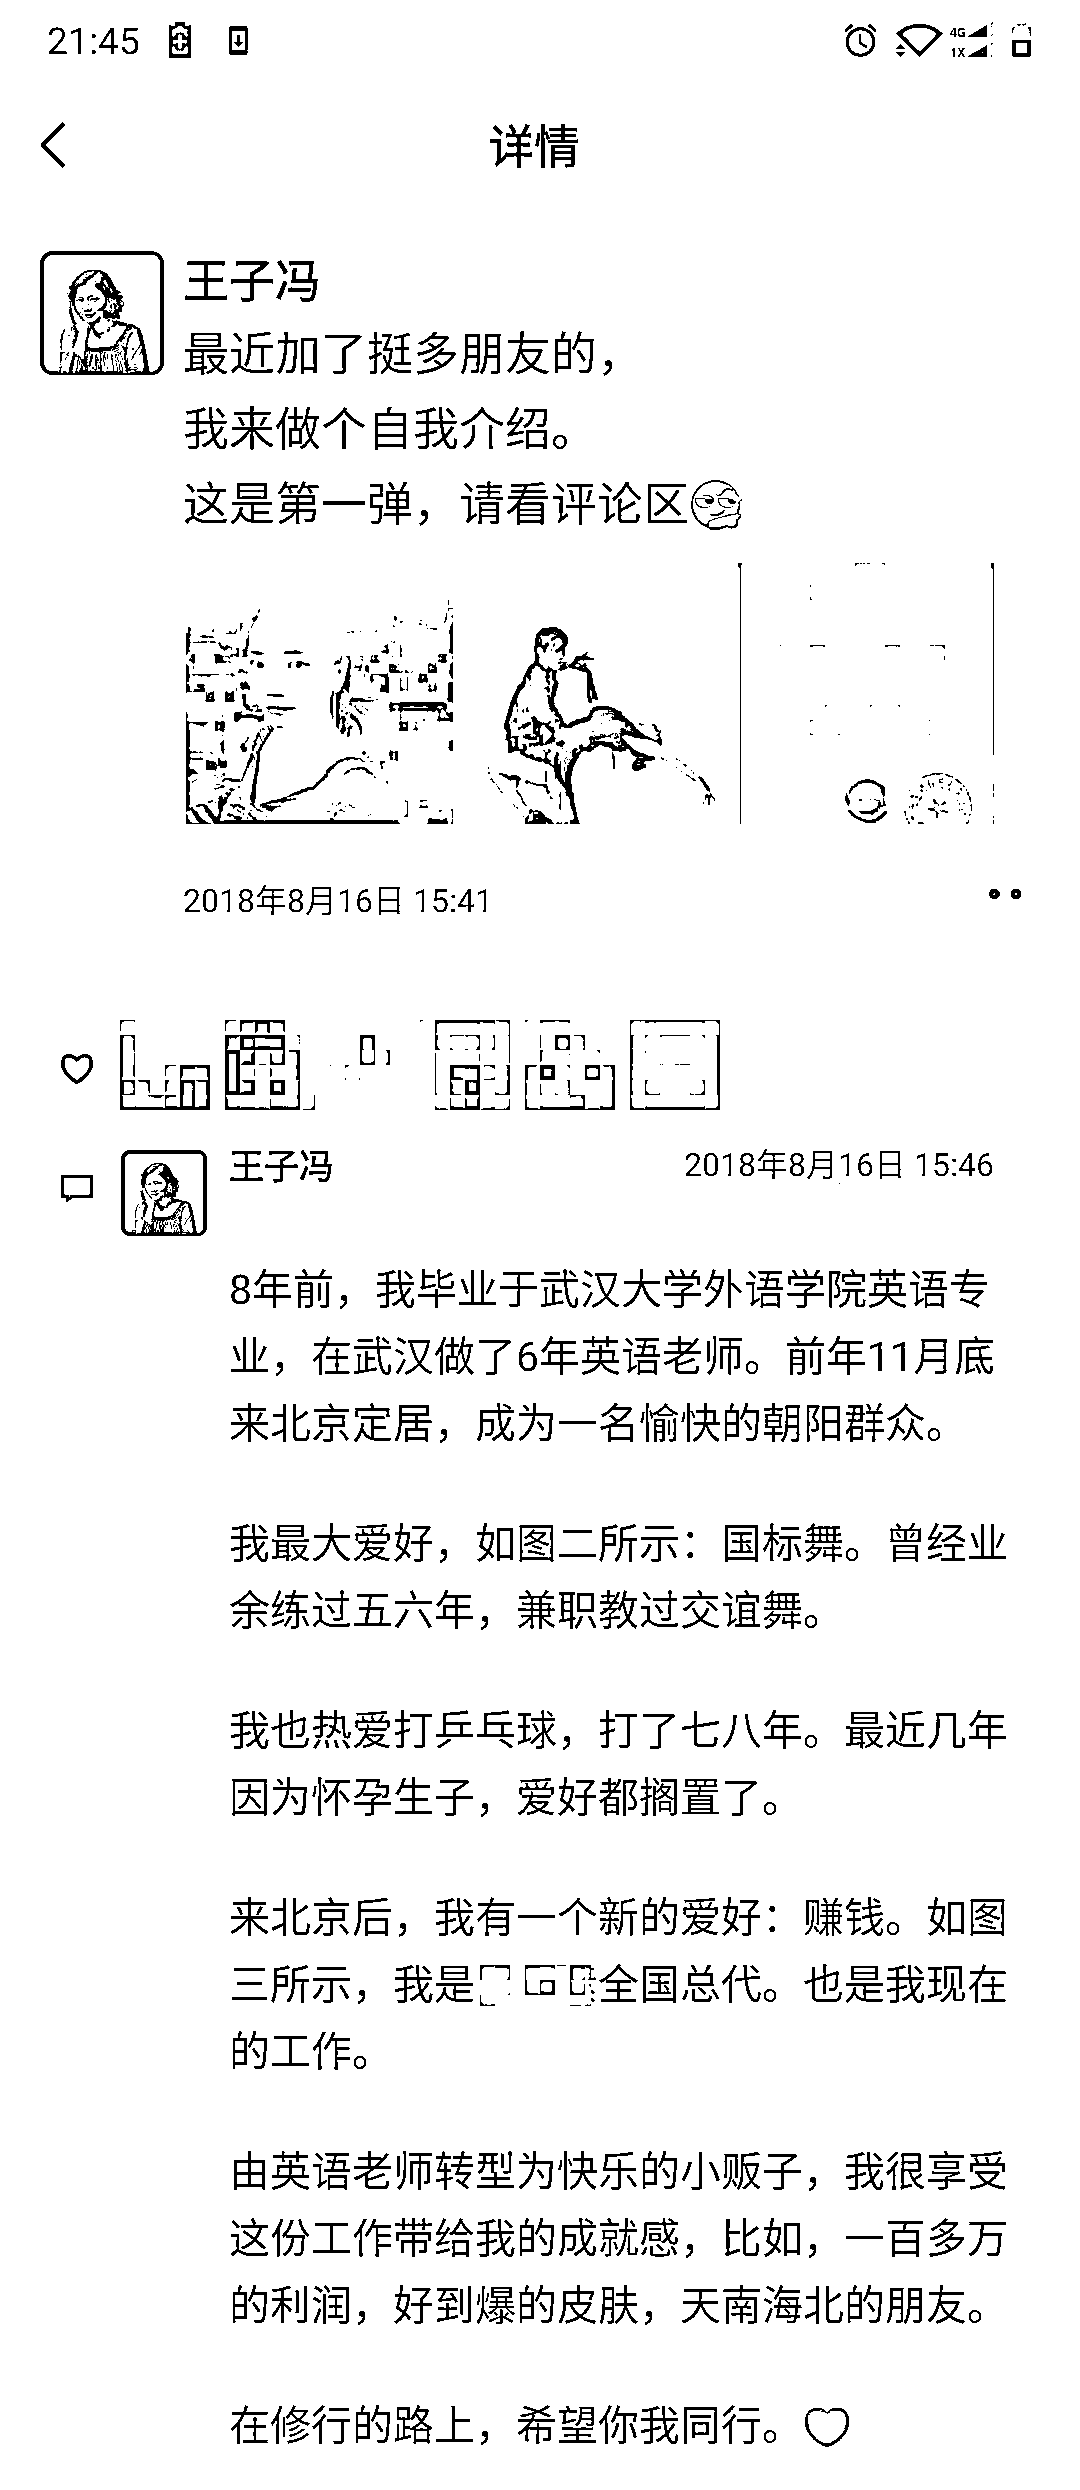 21:45
4G
1X
详情
王子冯
最近加了挺多朋友的，
我来做个自我介绍。
这是第一弹，请看评论区
2018年8月16日 15:41
王子冯
2018年8月16日 15:46
8年前，我毕业于武汉大学外语学院英语专
业，在武汉做了6年英语老师。前年11月底
来北京定居，成为一名愉快的朝阳群众。
我最大爱好，如图二所示：国标舞。曾经业
余练过五六年，兼职教过交谊舞。
我也热爱打乒乓球，打了七八年。最近几年
因为怀孕生子，爱好都搁置了。
来北京后，我有一个新的爱好：赚钱。如图
三所示，我是全国总代。也是我现在
的工作。
由英语老师转型为快乐的小贩子，我很享受
这份工作带给我的成就感，比如，一百多万
的利润，好到爆的皮肤，天南海北的朋友。
在修行的路上，希望你我同行。♡